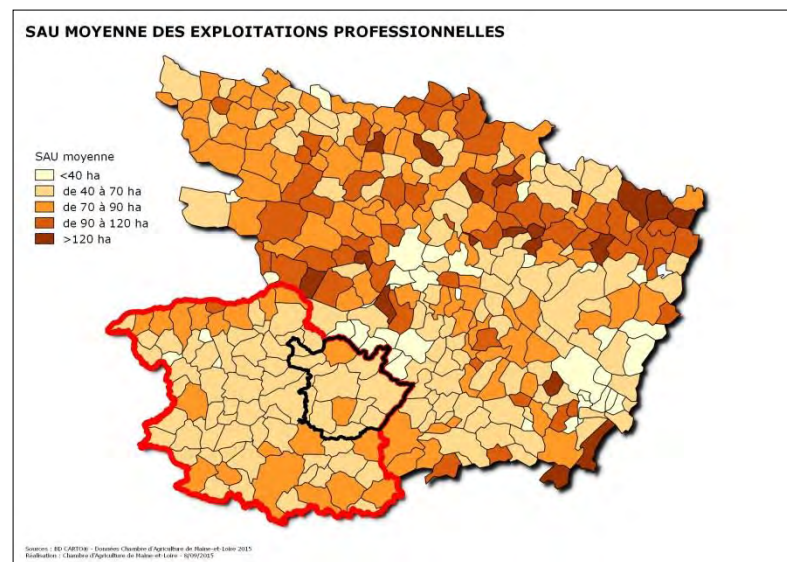 SAU MOYENNE DES EXPLOITATIONS PROFESSIONNELLES
SAU moyenne
<40 ha
de 40 à 70 ha
de 70 à 90 ha
de 90 à 120 ha
>120 ha
Sources : BD CARTO® - Données Chambre d'Agriculture de Maine-et-Loire 2015
Réalisation : Chambre d'Agriculture de Maine-et-Loire - 8/09/2015